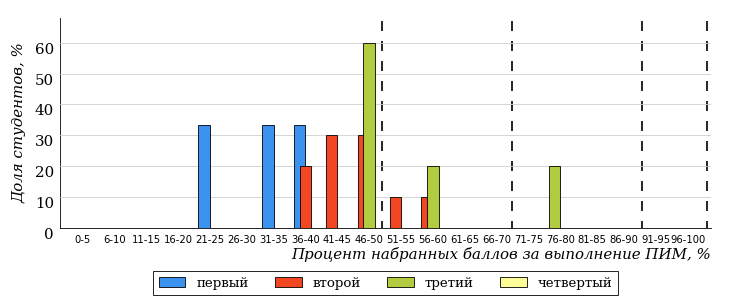 Доля студентов, %
60
50
40
30
20
10
0
0-5 6-10 11-15 16-20 21-25 26-30 31-35 36-40 41-45 46-50 51-55 56-60 61-65 66-70 71-75 76-80 81-85 86-90 91-95 96-100
Процент набранных баллов за выполнение ПИМ, %
первый второй третий четвертый